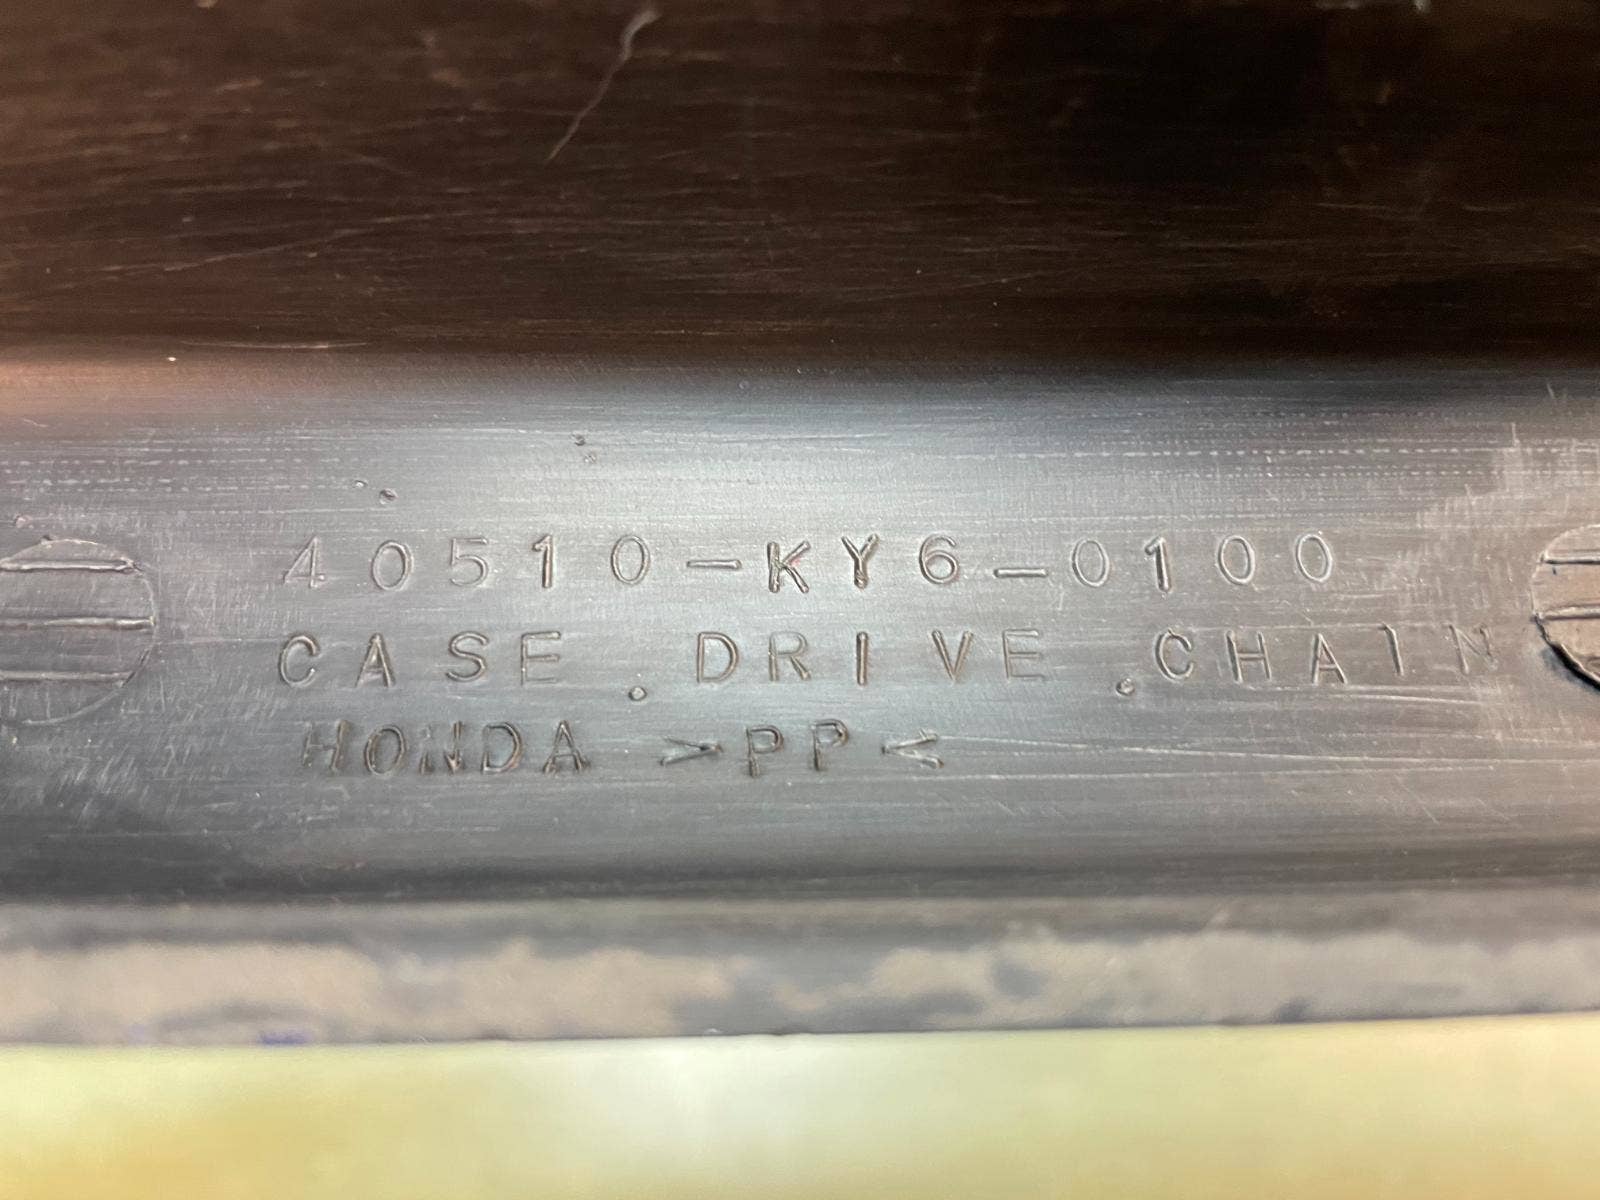 40510-KY6-0100
CASE.DRIVE.CHAIN
HONDA >PP<